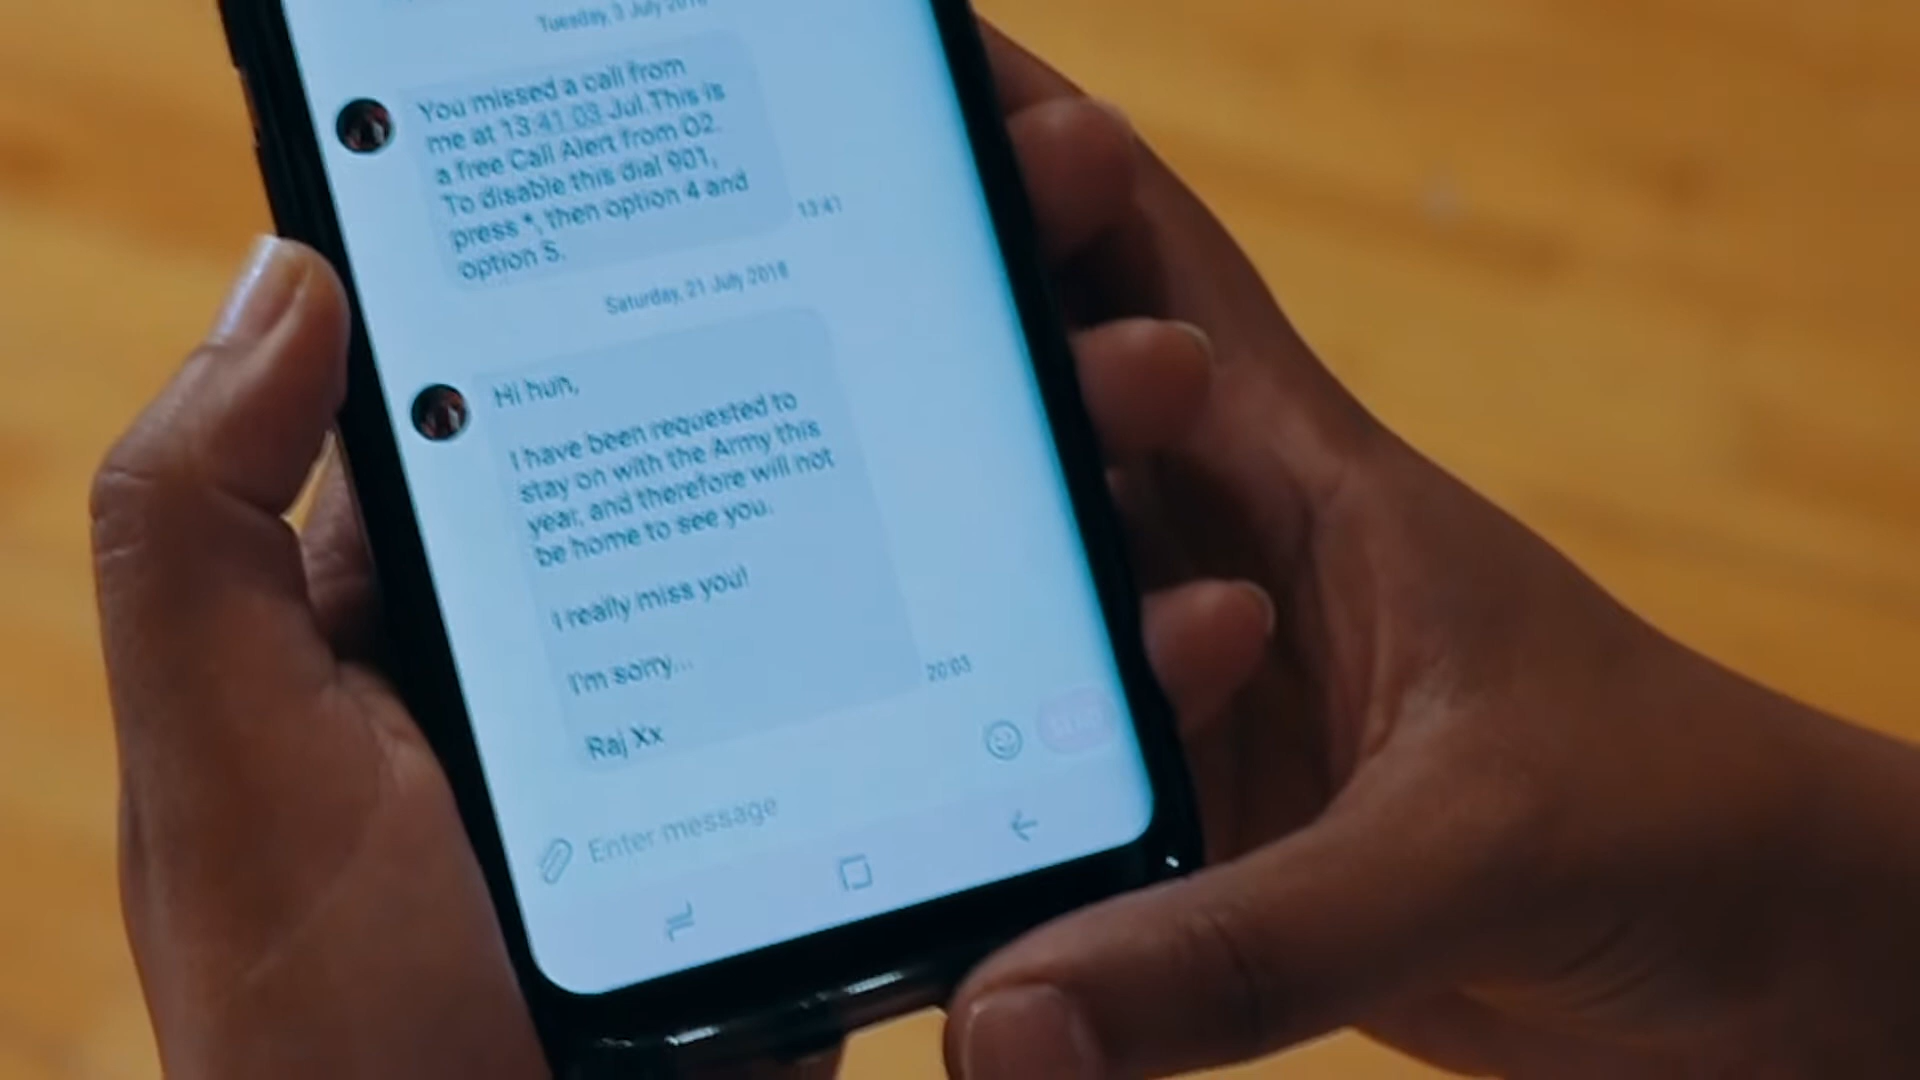 Tuesday, 3 July 2018
You missed a call from
me at 13:41 03 Jul.This is
a free Call Alert from O2.
To disable this dial 901,
press *, then option 4 and
option 5.
13:41
Saturday, 21 July 2018
Hi hun,
I have been requested to
stay on with the Army this
year, and therefore will not
be home to see you.
I really miss you!
I'm sorry...
Raj Xx
20:03
Enter message